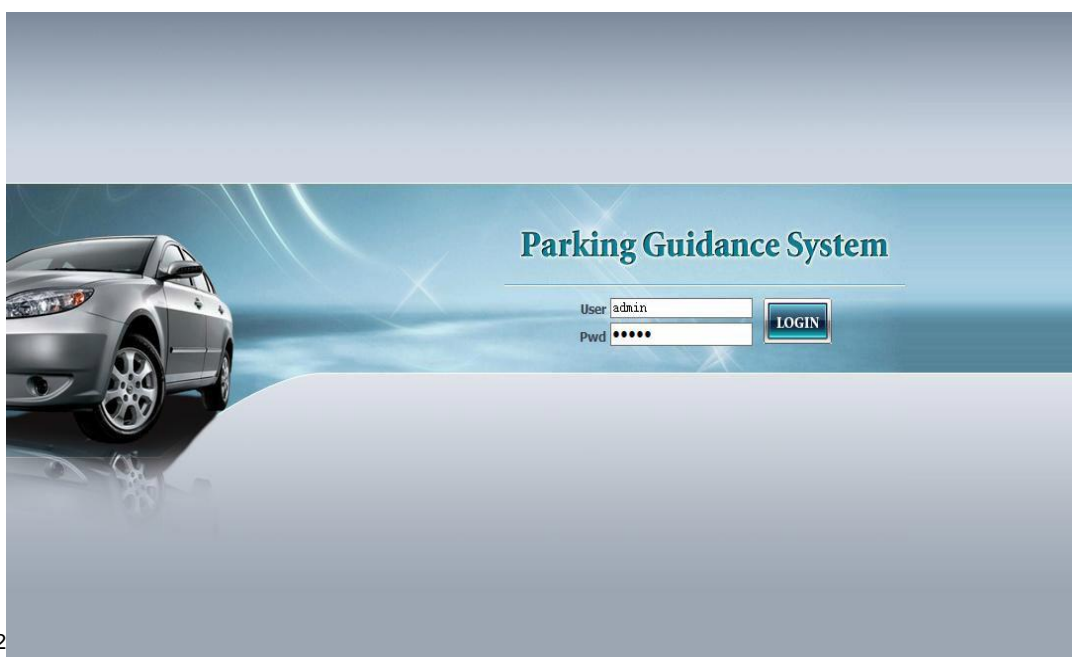 Parking Guidance System
User admin
LOGIN
Pwd •••••
2